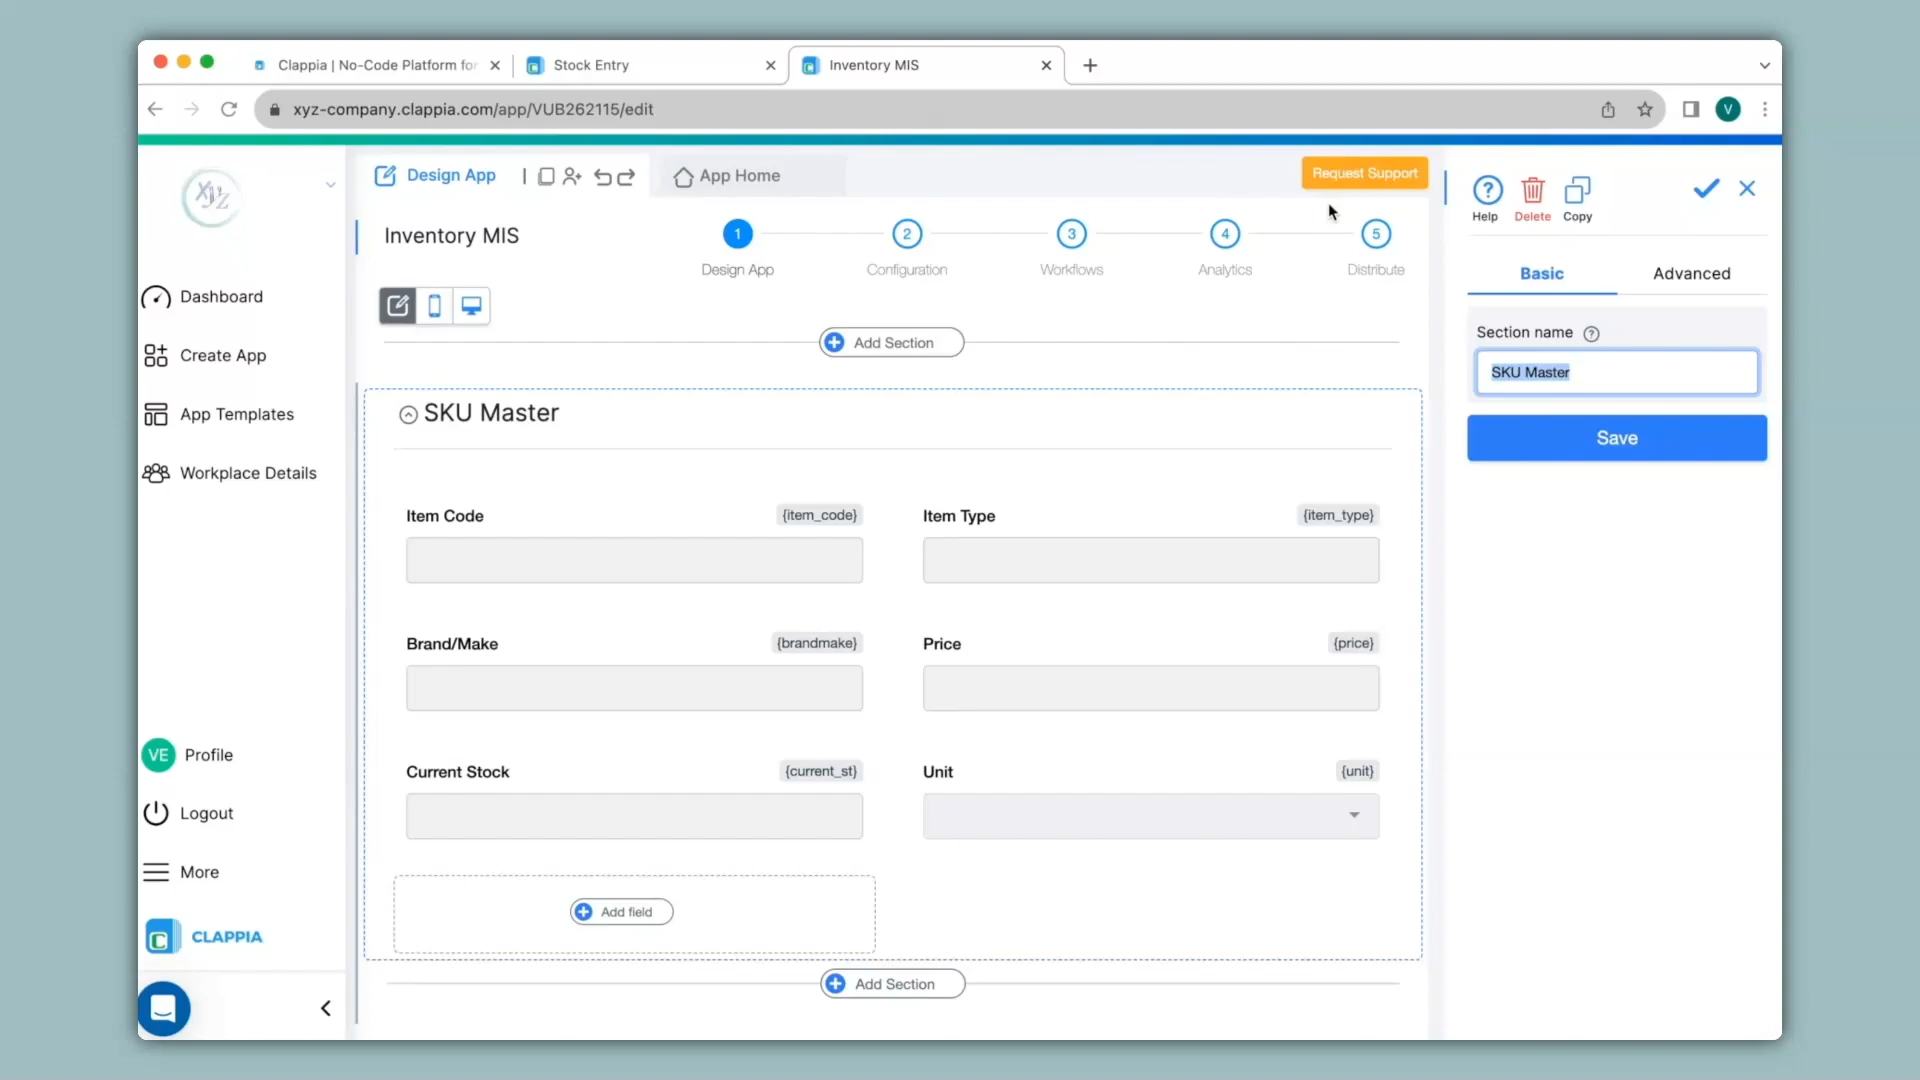 Clappia | No-Code Platform for
Stock Entry
Inventory MIS
xyz-company.clappia.com/app/VUB262115/edit
V
XYZ
Design App
App Home
Request Support
Help
Delete
Copy
Inventory MIS
1
2
3
4
5
Design App
Configuration
Workflows
Analytics
Distribute
Basic
Advanced
Dashboard
Create App
App Templates
Workplace Details
Add Section
Section name
SKU Master
Save
SKU Master
Item Code
{item_code}
Item Type
{item_type}
Brand/Make
{brandmake}
Price
{price}
Current Stock
{current_st}
Unit
{unit}
Add field
Add Section
VE
Profile
Logout
More
CLAPPIA